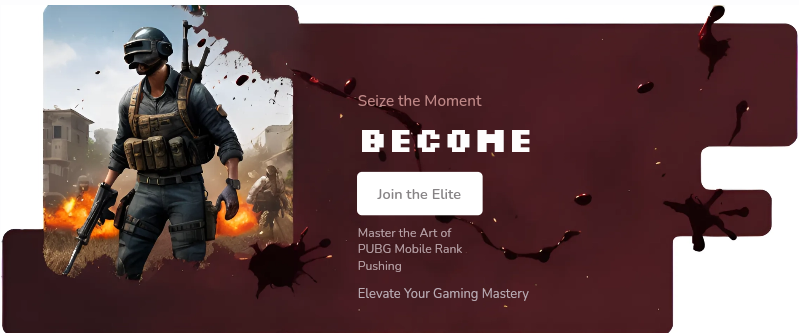 Seize the Moment
BECOME
Join the Elite
Master the Art of
PUBG Mobile Rank
Pushing
Elevate Your Gaming Mastery